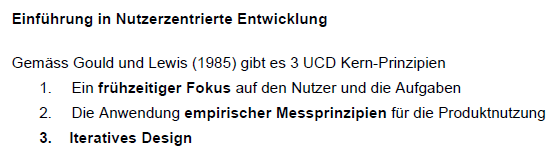 Einführung in Nutzerzentrierte Entwicklung
Gemäss Gould und Lewis (1985) gibt es 3 UCD Kern-Prinzipien
1. Ein frühzeitiger Fokus auf den Nutzer und die Aufgaben
2. Die Anwendung empirischer Messprinzipien für die Produktnutzung
3. Iteratives Design